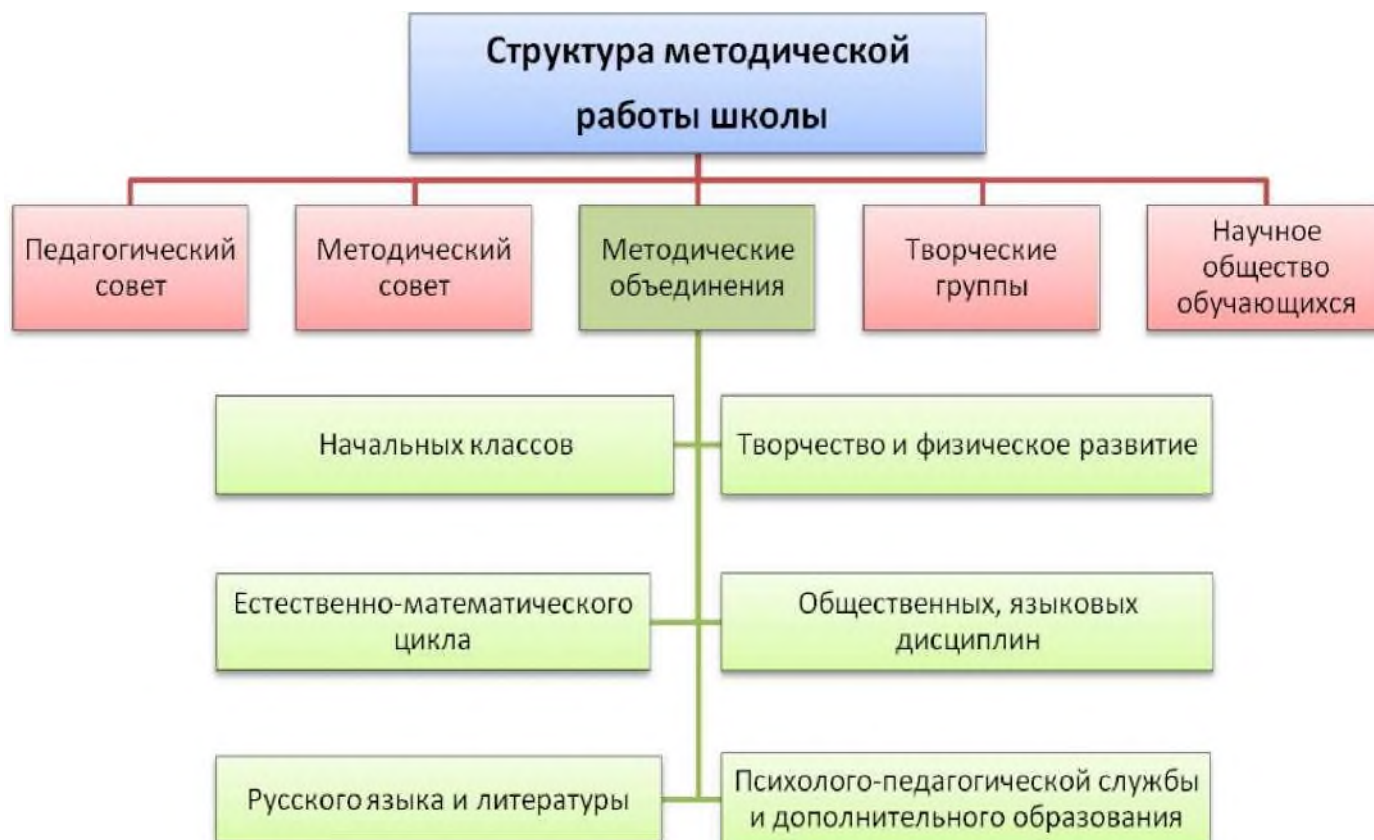 Структура методической
работы школы
Педагогический
совет
Методический
совет
Методические
объединения
Творческие
группы
Научное
общество
обучающихся
Начальных классов
Творчество и физическое развитие
Естественно-математического
цикла
Общественных, языковых
дисциплин
Русского языка и литературы
Психолого-педагогической службы
и дополнительного образования